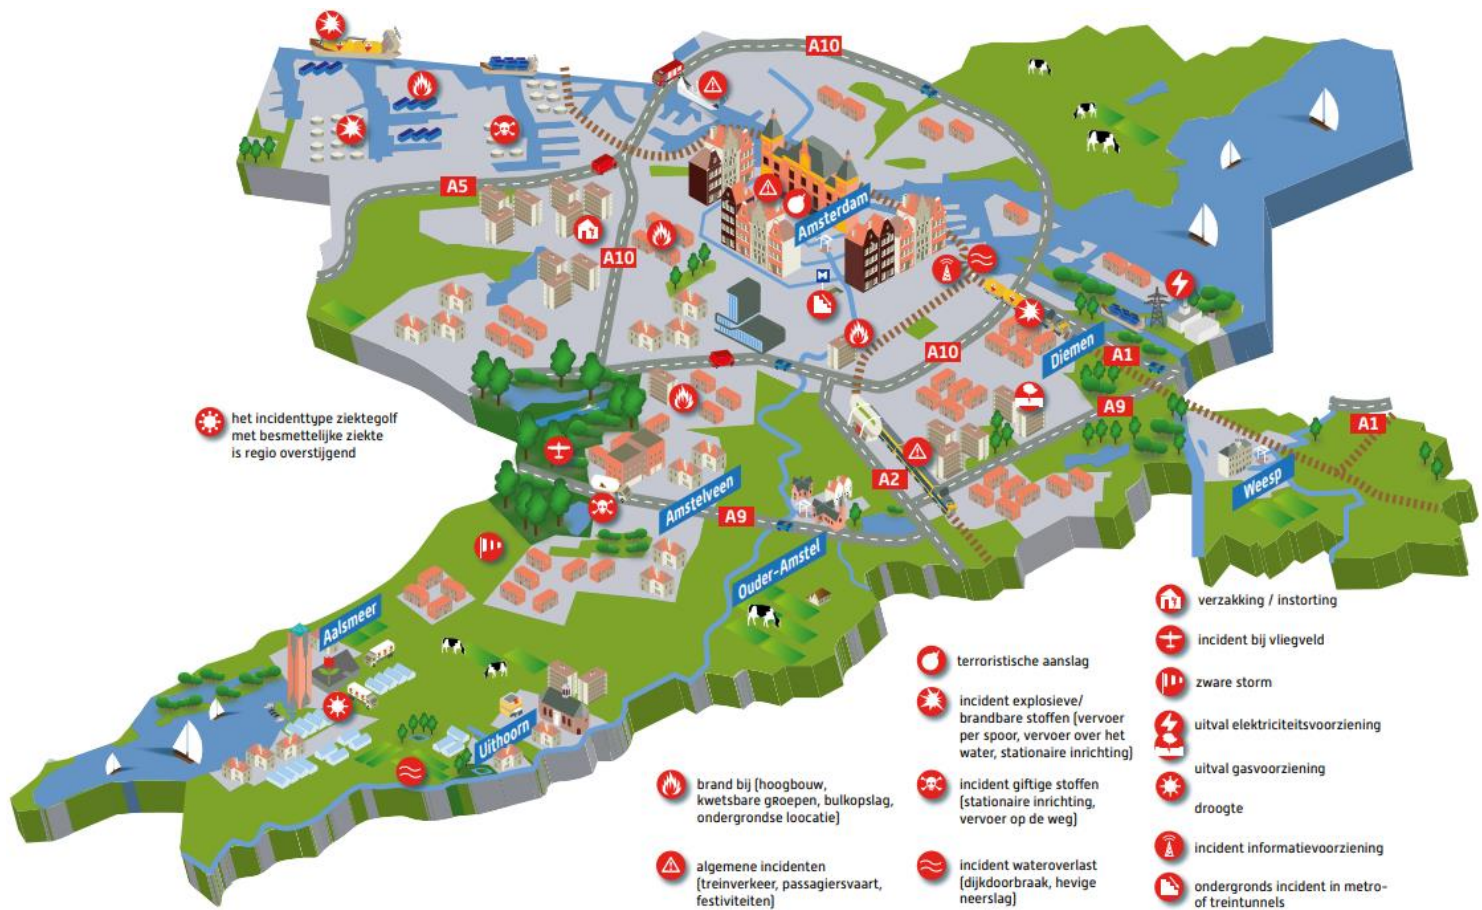 A10
A5
A10
Amsterdam
A10
Diemen
A1
A9
A1
Weesp
A2
het incidenttype ziektegolf
met besmettelijke ziekte
is regio overstijgend
Amstelveen
A9
Ouder-Amstel
Aalsmeer
Uithoorn
brand bij (hoogbouw,
kwetsbare groepen, bulkopslag,
ondergrondse loocatie)
algemene incidenten
(treinverkeer, passagiersvaart,
festiviteiten)
terroristische aanslag
incident explosieve/
brandbare stoffen (vervoer
per spoor, vervoer over het
water, stationaire inrichting)
incident giftige stoffen
(stationaire inrichting,
vervoer op de weg)
incident wateroverlast
(dijkdoorbraak, hevige
neerslag)
verzakking / instorting
incident bij vliegveld
zware storm
uitval elektriciteitsvoorziening
uitval gasvoorziening
droogte
incident informatievoorziening
ondergronds incident in metro-
of treintunnels